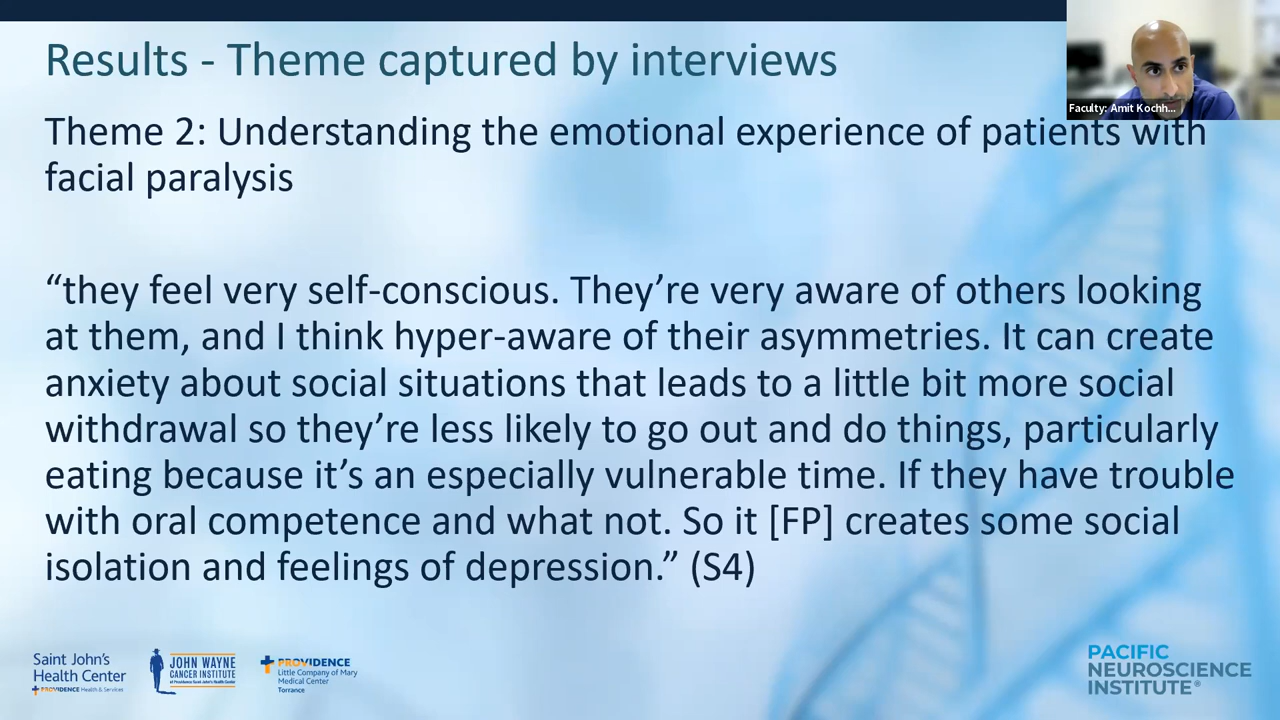 Results - Theme captured by interviews
Faculty: Amit Kochh...
Theme 2: Understanding the emotional experience of patients with
facial paralysis
“they feel very self-conscious. They’re very aware of others looking
at them, and I think hyper-aware of their asymmetries. It can create
anxiety about social situations that leads to a little bit more social
withdrawal so they’re less likely to go out and do things, particularly
eating because it’s an especially vulnerable time. If they have trouble
with oral competence and what not. So it [FP] creates some social
isolation and feelings of depression.” (S4)
Saint John’s
Health Center
PROVIDENCE Health & Services
JOHN WAYNE
CANCER INSTITUTE
at Providence Saint John's Health Center
PROVIDENCE
Little Company of Mary
Medical Center
Torrance
PACIFIC
NEUROSCIENCE
INSTITUTE®